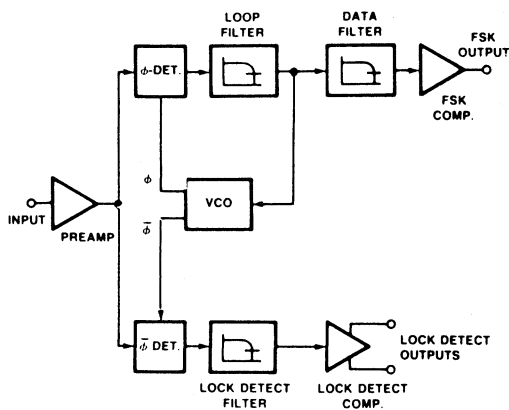 LOOP
FILTER
DATA
FILTER
FSK
OUTPUT
ϕ-DET.
FSK
COMP.
ϕ
VCO
INPUT
PREAMP
ϕ̅
ϕ̅ DET.
LOCK DETECT
OUTPUTS
LOCK DETECT
FILTER
LOCK DETECT
COMP.